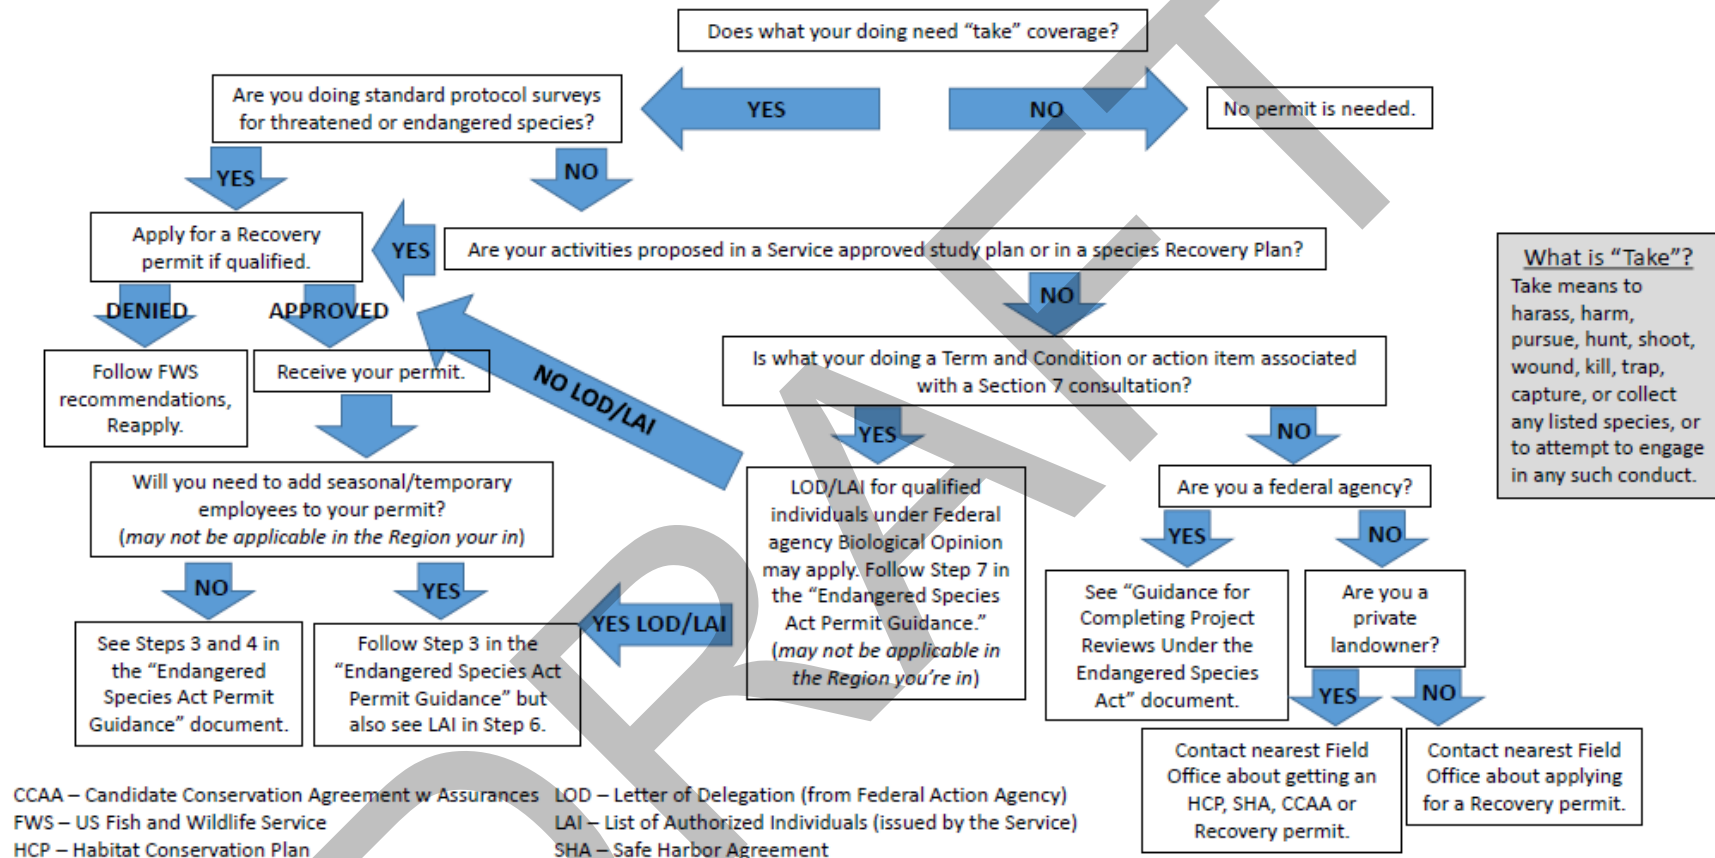 Does what your doing need “take” coverage?
YES
NO
No permit is needed.
Are you doing standard protocol surveys
for threatened or endangered species?
YES
NO
Apply for a Recovery
permit if qualified.
YES
Are your activities proposed in a Service approved study plan or in a species Recovery Plan?
NO
DENIED
APPROVED
Follow FWS
recommendations,
Reapply.
Receive your permit.
NO LOD/LAI
Is what your doing a Term and Condition or action item associated
with a Section 7 consultation?
YES
NO
Will you need to add seasonal/temporary
employees to your permit?
(may not be applicable in the Region your in)
NO
YES
See Steps 3 and 4 in
the “Endangered
Species Act Permit
Guidance” document.
Follow Step 3 in the
“Endangered Species Act
Permit Guidance” but
also see LAI in Step 6.
YES LOD/LAI
LOD/LAI for qualified
individuals under Federal
agency Biological Opinion
may apply. Follow Step 7 in
the “Endangered Species
Act Permit Guidance.”
(may not be applicable in
the Region you’re in)
Are you a federal agency?
YES
NO
See “Guidance for
Completing Project
Reviews Under the
Endangered Species
Act” document.
Are you a
private
landowner?
YES
NO
Contact nearest Field
Office about getting an
HCP, SHA, CCAA or
Recovery permit.
Contact nearest Field
Office about applying
for a Recovery permit.
What is “Take”?
Take means to
harass, harm,
pursue, hunt, shoot,
wound, kill, trap,
capture, or collect
any listed species, or
to attempt to engage
in any such conduct.
CCAA – Candidate Conservation Agreement w Assurances
FWS – US Fish and Wildlife Service
HCP – Habitat Conservation Plan
LOD – Letter of Delegation (from Federal Action Agency)
LAI – List of Authorized Individuals (issued by the Service)
SHA – Safe Harbor Agreement
DRAFT